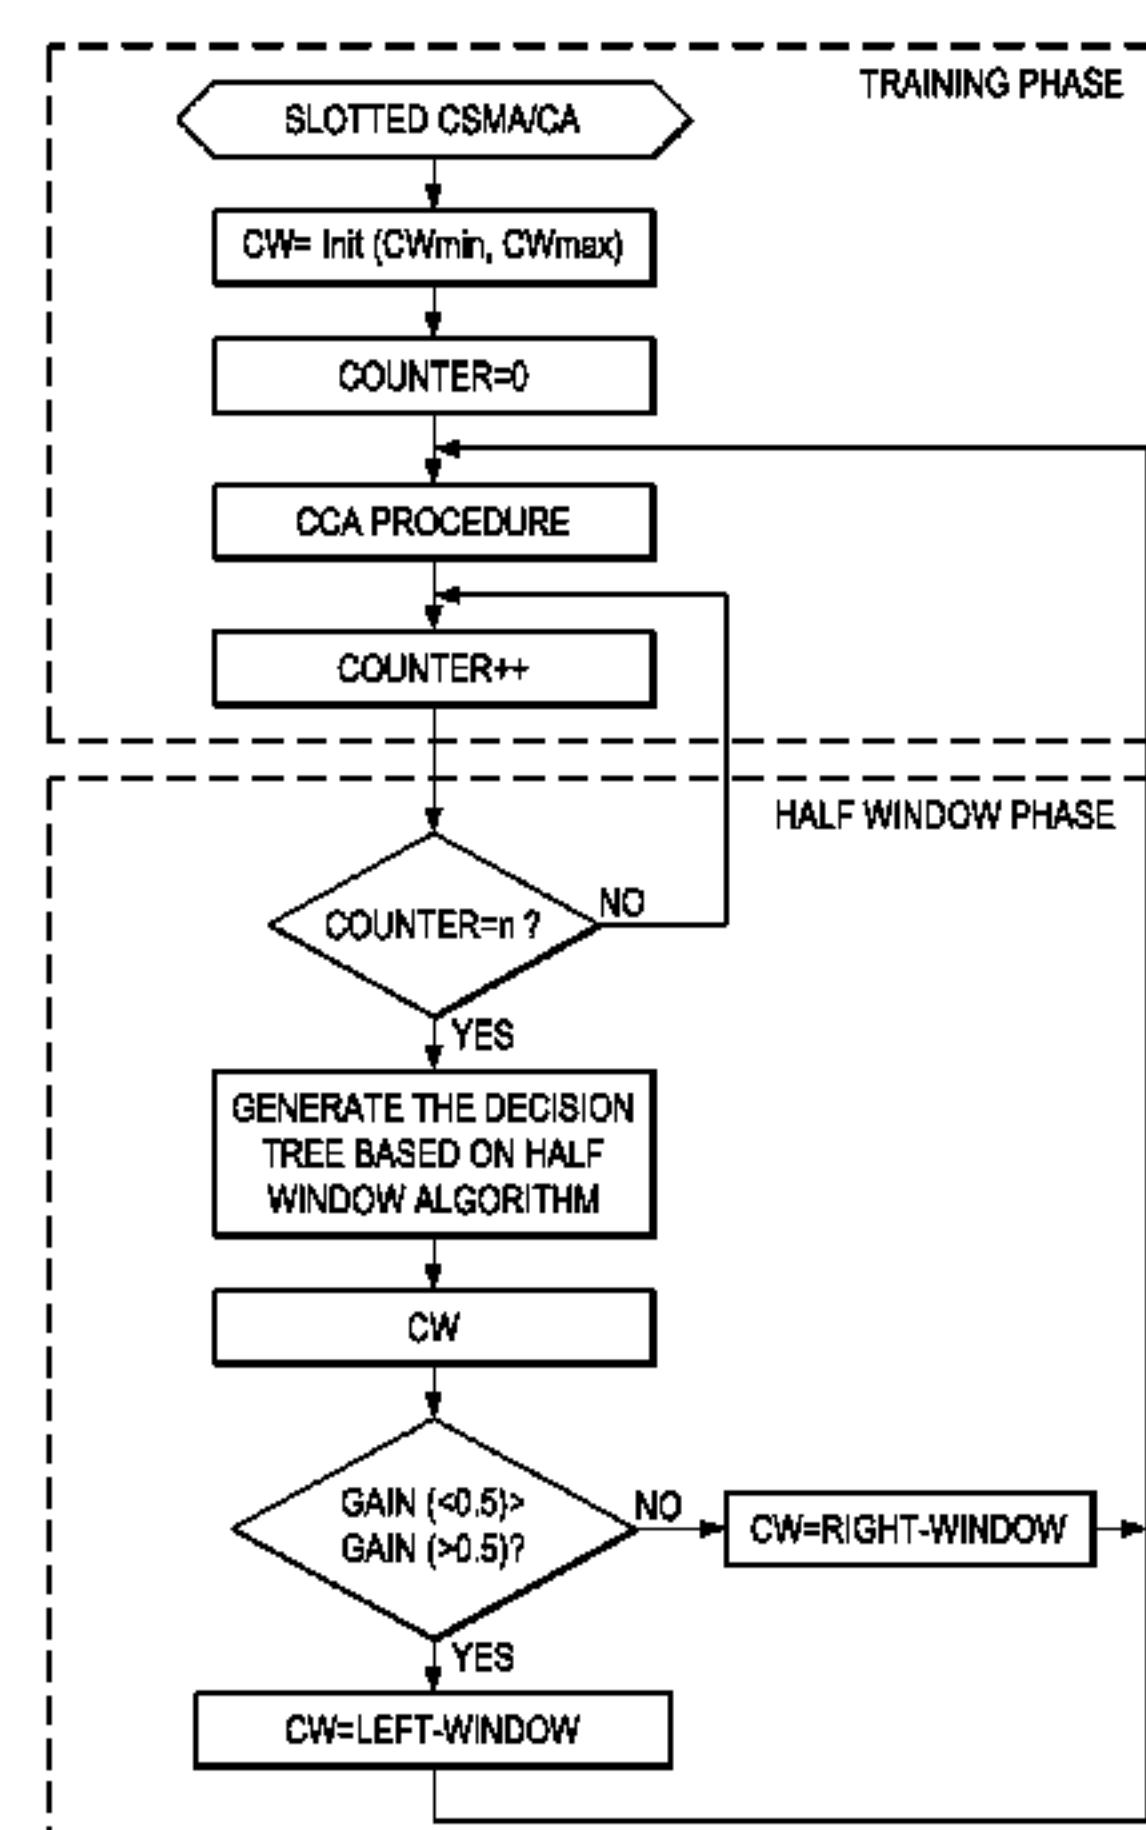 TRAINING PHASE
SLOTTED CSMA/CA
CW= Init (CWmin, CWmax)
COUNTER=0
CCA PROCEDURE
COUNTER++
HALF WINDOW PHASE
COUNTER=n ?
NO
YES
GENERATE THE DECISION
TREE BASED ON HALF
WINDOW ALGORITHM
CW
GAIN (<0.5)>
GAIN (>0.5)?
NO
CW=RIGHT-WINDOW
YES
CW=LEFT-WINDOW